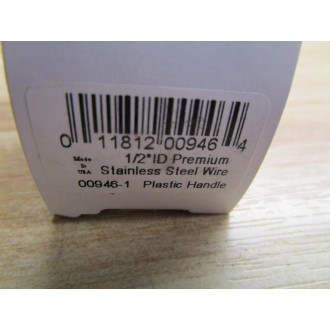 0 11812 00946 4
1/2"ID Premium
Made
In
USA
Stainless Steel Wire
00946-1 Plastic Handle